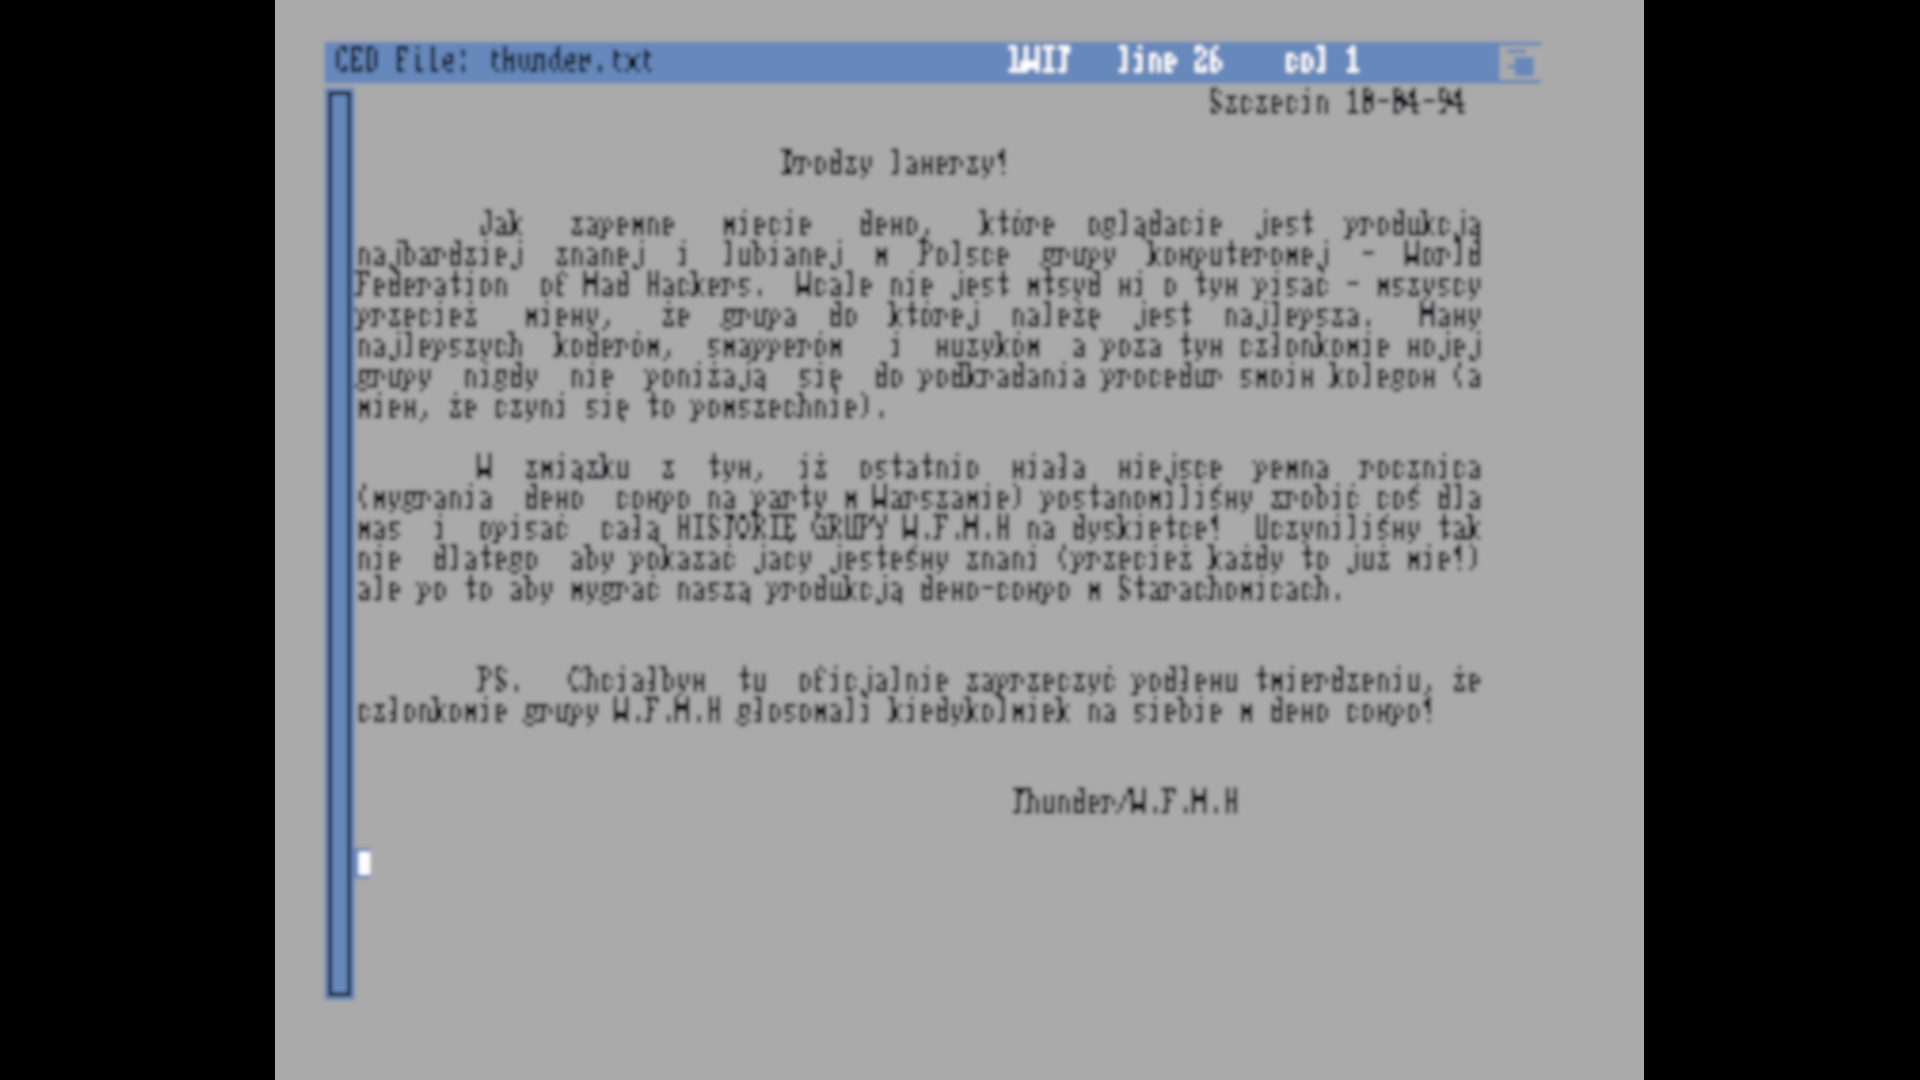 CED File: thunder.txt line 26 col 1
Szczecin 18-04-94
Drodzy lamerzy!
Jak zapewne wiecie demo, które oglądacie jest produkcją
najbardziej znanej i lubianej w Polsce grupy komputerowej - World
Federation of Mad Hackers. Wcale nie jest wtsyd mi o tym pisać - wszyscy
przecież wiemy, że grupa do której należę jest najlepsza. Mamy
najlepszych koderów, swapperów i muzyków a poza tym członkowie mojej
grupy nigdy nie poniżają się do podkradania procedur swoim kolegom (a
wiem, że czyni się to powszechnie).
W związku z tym, iż ostatnio miała miejsce pewna rocznica
(wygrania demo compo na party w Warszawie) postanowiliśmy zrobić coś dla
was i opisać całą HISTORIĘ GRUPY W.F.M.H na dyskietce! Uczyniliśmy tak
nie dlatego aby pokazać jacy jesteśmy znani (przecież każdy to już wie!)
ale po to aby wygrać naszą produkcją demo-compo w Starachowicach.
PS. Chciałbym tu oficjalnie zaprzeczyć podłemu twierdzeniu, że
członkowie grupy W.F.M.H głosowali kiedykolwiek na siebie w demo compo!
Thunder/W.F.M.H